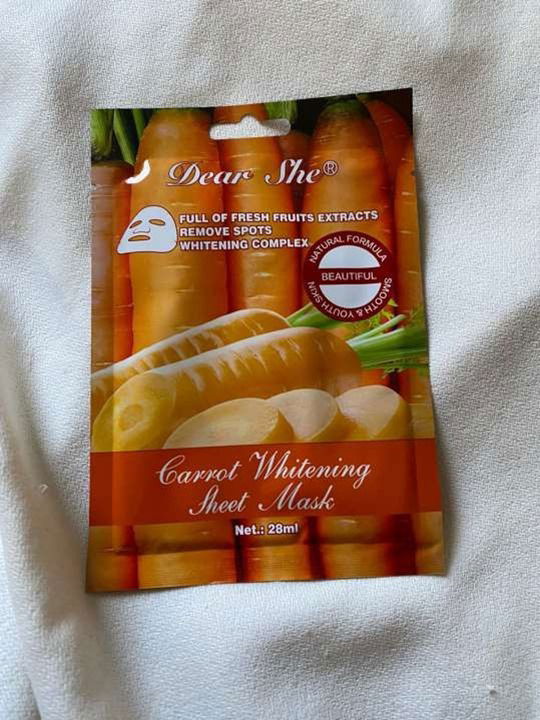 Dear She®
FULL OF FRESH FRUITS EXTRACTS
REMOVE SPOTS
WHITENING COMPLEX
NATURAL FORMULA
BEAUTIFUL
SMOOTH & YOUTH SKIN
Carrot Whitening
Sheet Mask
Net.: 28ml